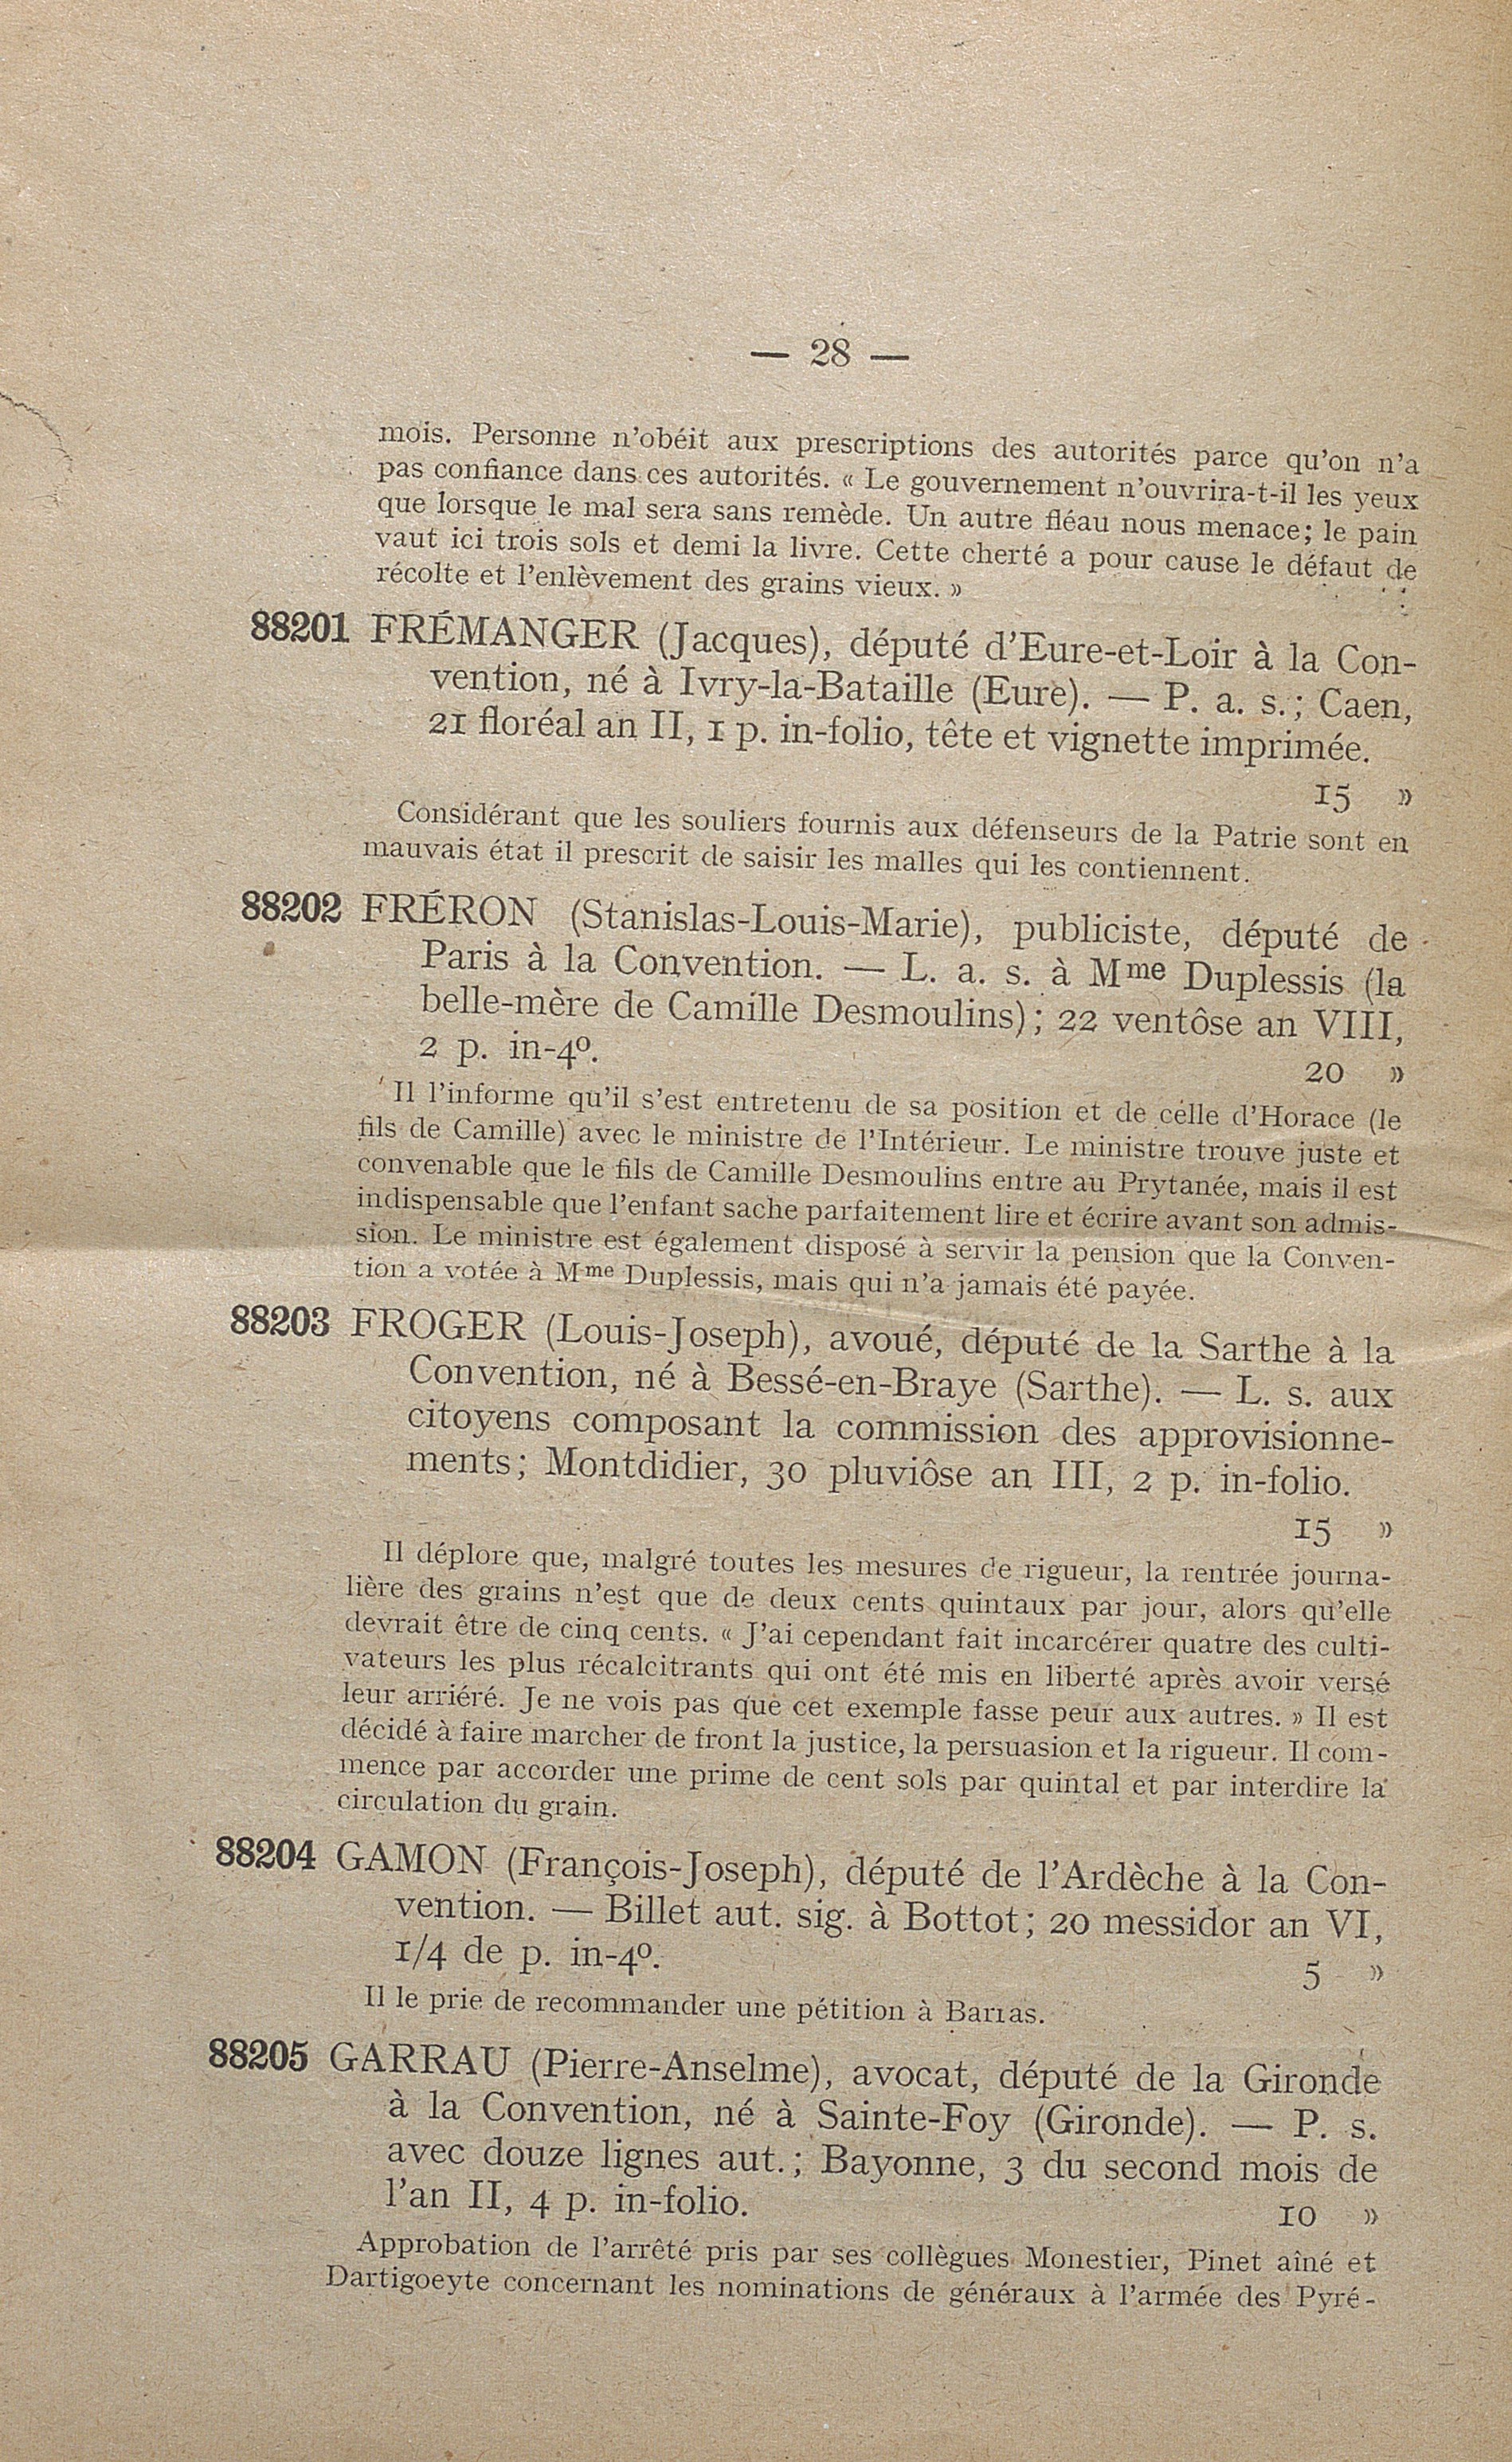 — 28 —
mois. Personne n'obéit aux prescriptions des autorités parce qu'on n'a
pas confiance dans ces autorités. « Le gouvernement n'ouvrira-t-il les yeux
que lorsque le mal sera sans remède. Un autre fléau nous menace; le pain
vaut ici trois sols et demi la livre. Cette cherté a pour cause le défaut de
récolte et l'enlèvement des grains vieux. »
88201 FRÉMANGER (Jacques), député d'Eure-et-Loir à la Con-
vention, né à Ivry-la-Bataille (Eure). — P. a. s.; Caen,
21 floréal an II, 1 p. in-folio, tête et vignette imprimée.
15 »
Considérant que les souliers fournis aux défenseurs de la Patrie sont en
mauvais état il prescrit de saisir les malles qui les contiennent.
88202 FRÉRON (Stanislas-Louis-Marie), publiciste, député de
Paris à la Convention. — L. a. s. à Mme Duplessis (la
belle-mère de Camille Desmoulins); 22 ventôse an VIII,
2 p. in-4º. 20 »
Il l'informe qu'il s'est entretenu de sa position et de celle d'Horace (le
fils de Camille) avec le ministre de l'Intérieur. Le ministre trouve juste et
convenable que le fils de Camille Desmoulins entre au Prytanée, mais il est
indispensable que l'enfant sache parfaitement lire et écrire avant son admis-
sion. Le ministre est également disposé à servir la pension que la Conven-
tion a votée à Mme Duplessis, mais qui n'a jamais été payée.
88203 FROGER (Louis-Joseph), avoué, député de la Sarthe à la
Convention, né à Bessé-en-Braye (Sarthe). — L. s. aux
citoyens composant la commission des approvisionne-
ments; Montdidier, 30 pluviôse an III, 2 p. in-folio.
15 »
Il déplore que, malgré toutes les mesures de rigueur, la rentrée journa-
lière des grains n'est que de deux cents quintaux par jour, alors qu'elle
devrait être de cinq cents. « J'ai cependant fait incarcérer quatre des culti-
vateurs les plus récalcitrants qui ont été mis en liberté après avoir versé
leur arriéré. Je ne vois pas que cet exemple fasse peur aux autres. » Il est
décidé à faire marcher de front la justice, la persuasion et la rigueur. Il com-
mence par accorder une prime de cent sols par quintal et par interdire la
circulation du grain.
88204 GAMON (François-Joseph), député de l'Ardèche à la Con-
vention. — Billet aut. sig. à Bottot; 20 messidor an VI,
1/4 de p. in-4º. 5 »
Il le prie de recommander une pétition à Barras.
88205 GARRAU (Pierre-Anselme), avocat, député de la Gironde
à la Convention, né à Sainte-Foy (Gironde). — P. s.
avec douze lignes aut.; Bayonne, 3 du second mois de
l'an II, 4 p. in-folio. 10 »
Approbation de l'arrêté pris par ses collègues Monestier, Pinet aîné et
Dartigoeyte concernant les nominations de généraux à l'armée des Pyré-